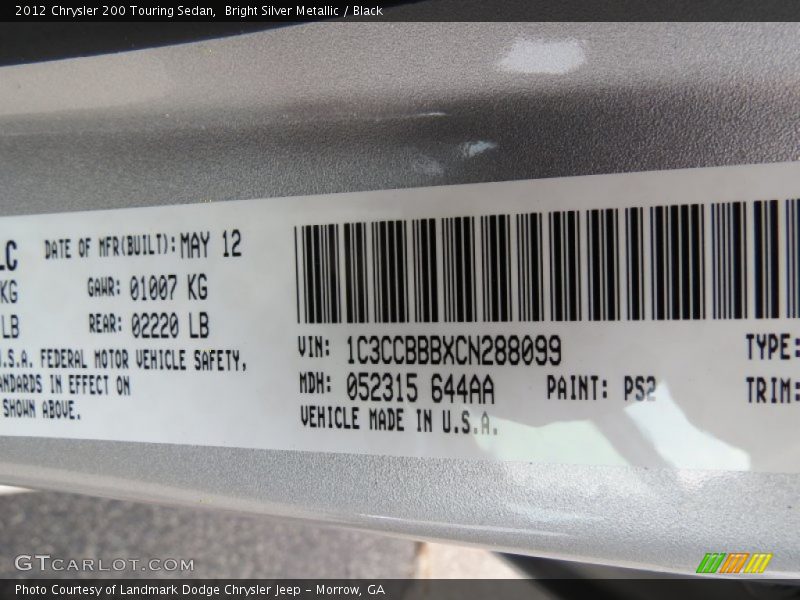 2012 Chrysler 200 Touring Sedan,  Bright Silver Metallic / Black
LC DATE OF MFR(BUILT): MAY 12
KG GAWR: 01007 KG
LB REAR: 02220 LB
U.S.A. FEDERAL MOTOR VEHICLE SAFETY,
ANDARDS IN EFFECT ON
SHOWN ABOVE.
VIN: 1C3CCBBBXCN288099 TYPE:
MDH: 052315 644AA PAINT: PS2 TRIM:
VEHICLE MADE IN U.S.A.
GTCARLOT.COM
Photo Courtesy of Landmark Dodge Chrysler Jeep – Morrow, GA